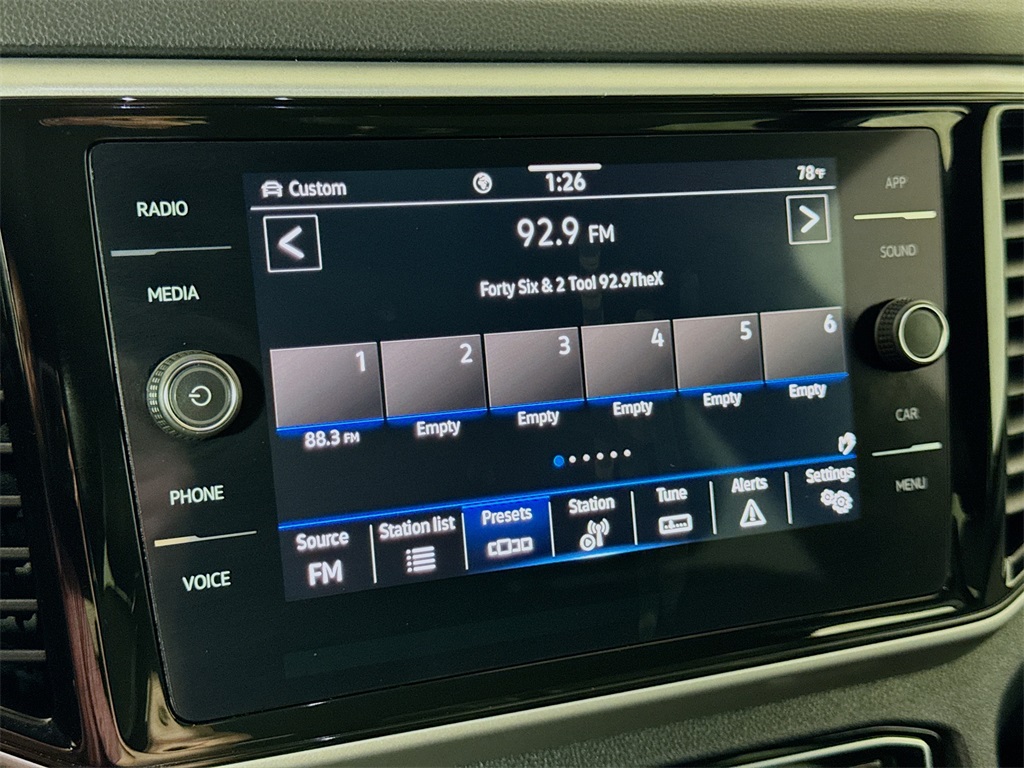 RADIO
MEDIA
PHONE
VOICE
Custom 1:26 78°F
92.9 FM
Forty Six & 2 Tool 92.9TheX
1 2 3 4 5 6
88.3 FM Empty Empty Empty Empty Empty
Source Station list Presets Station Tune Alerts Settings
FM
APP
SOUND
CAR
MENU